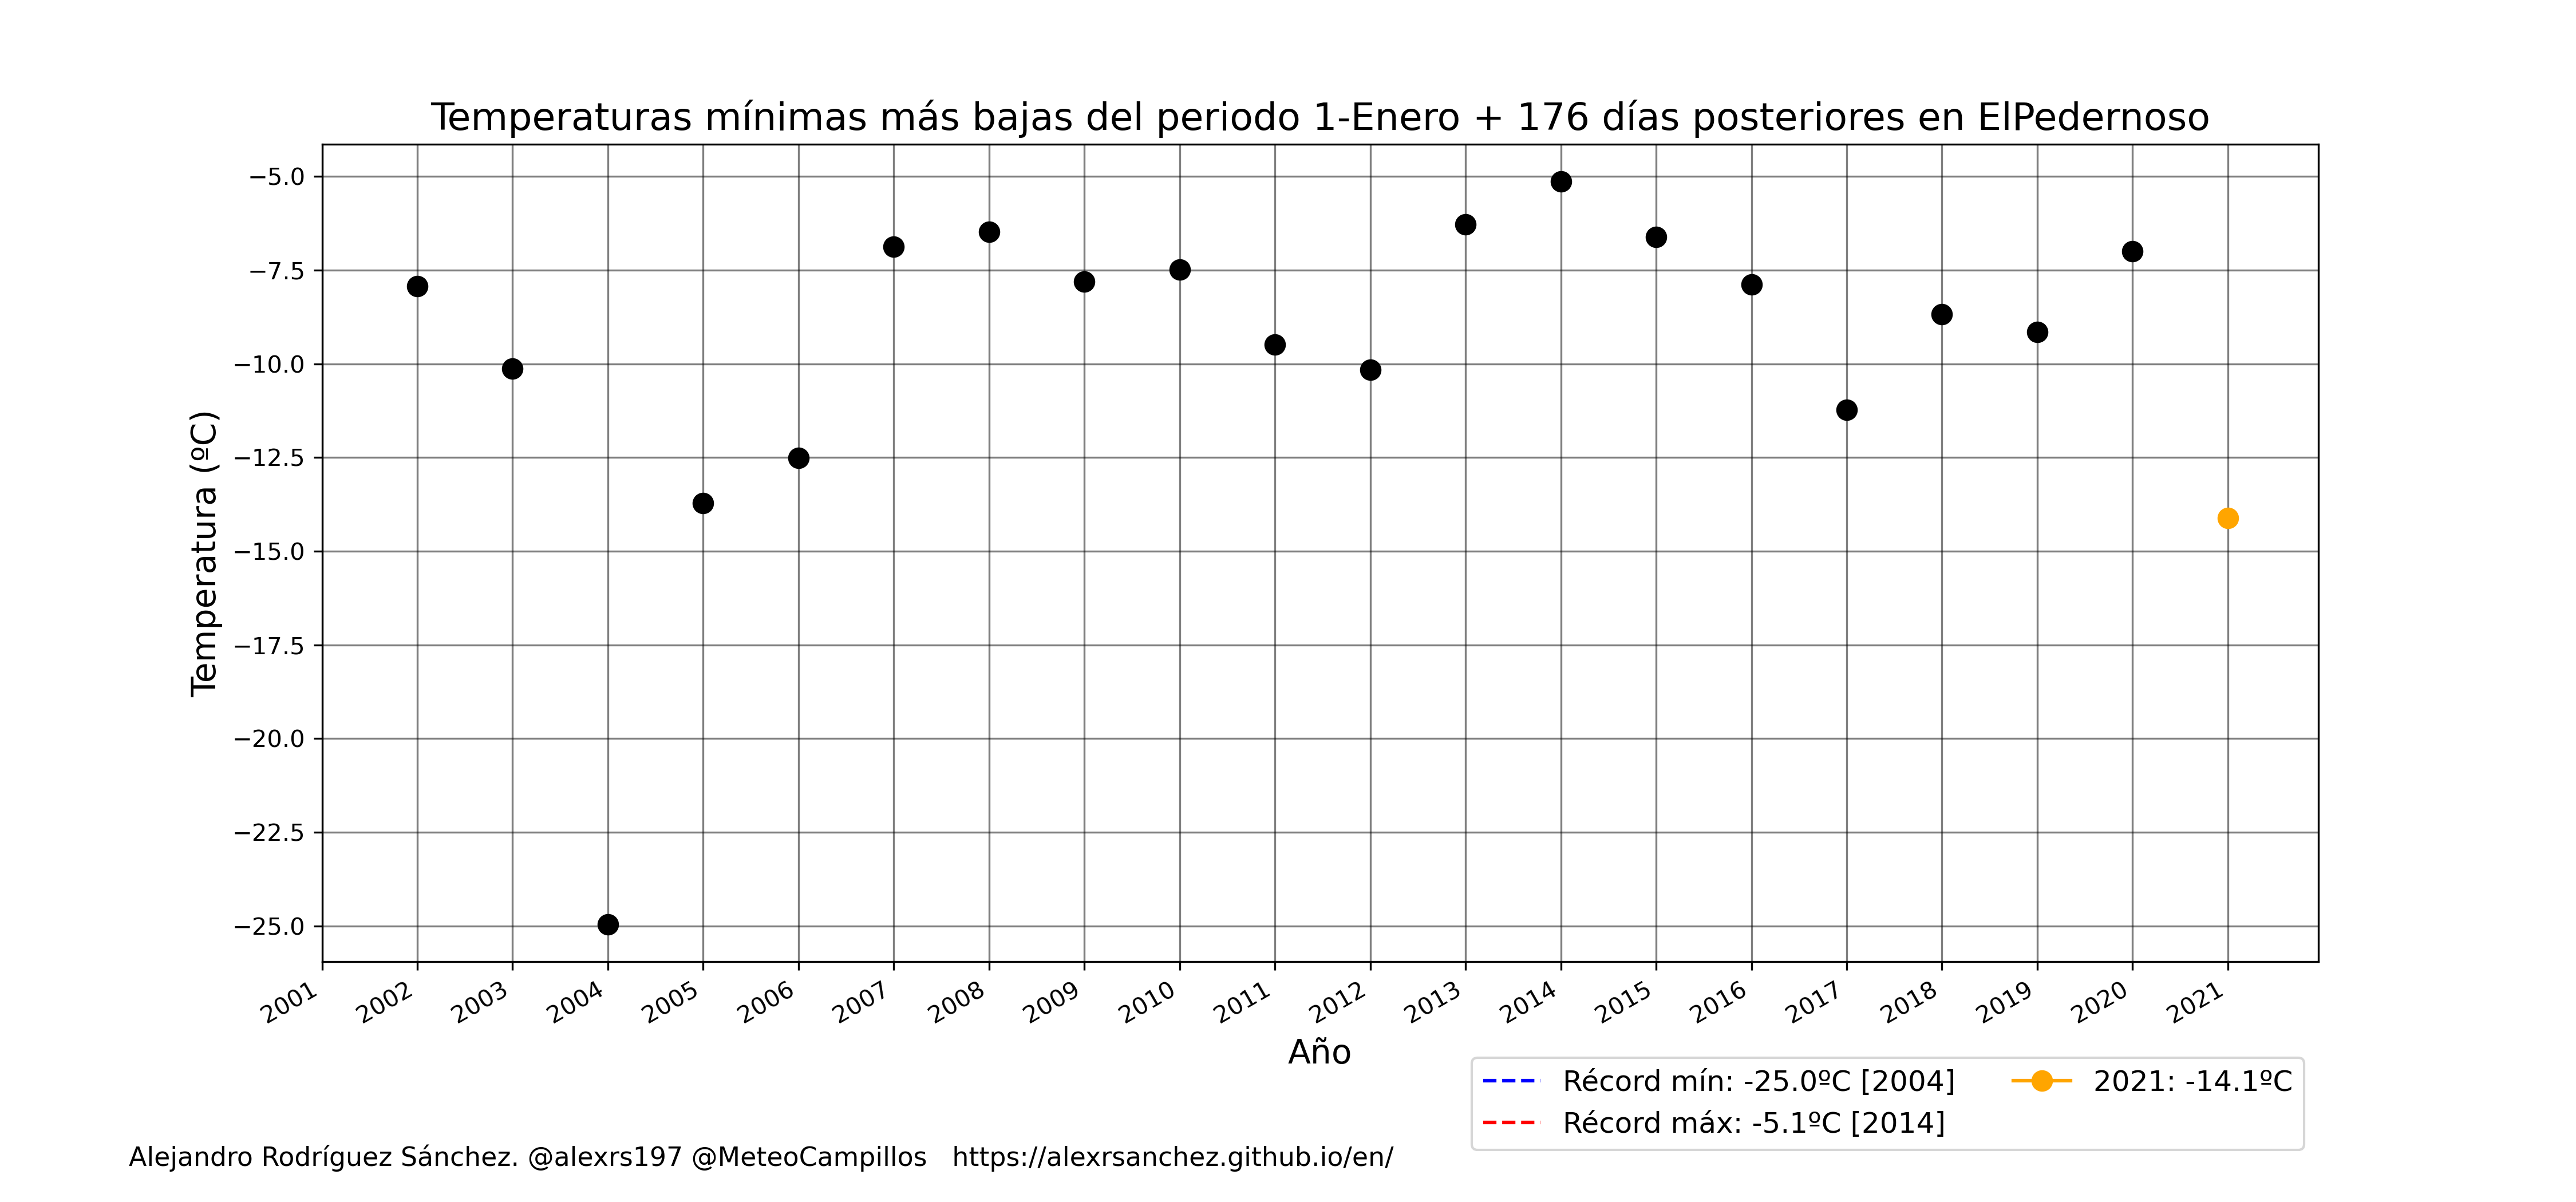 Temperaturas mínimas más bajas del periodo 1-Enero + 176 días posteriores en ElPedernoso
Temperatura (ºC)
−5.0
−7.5
−10.0
−12.5
−15.0
−17.5
−20.0
−22.5
−25.0
2001 2002 2003 2004 2005 2006 2007 2008 2009 2010 2011 2012 2013 2014 2015 2016 2017 2018 2019 2020 2021
Año
Récord mín: -25.0ºC [2004]
Récord máx: -5.1ºC [2014]
2021: -14.1ºC
Alejandro Rodríguez Sánchez. @alexrs197 @MeteoCampillos https://alexrsanchez.github.io/en/